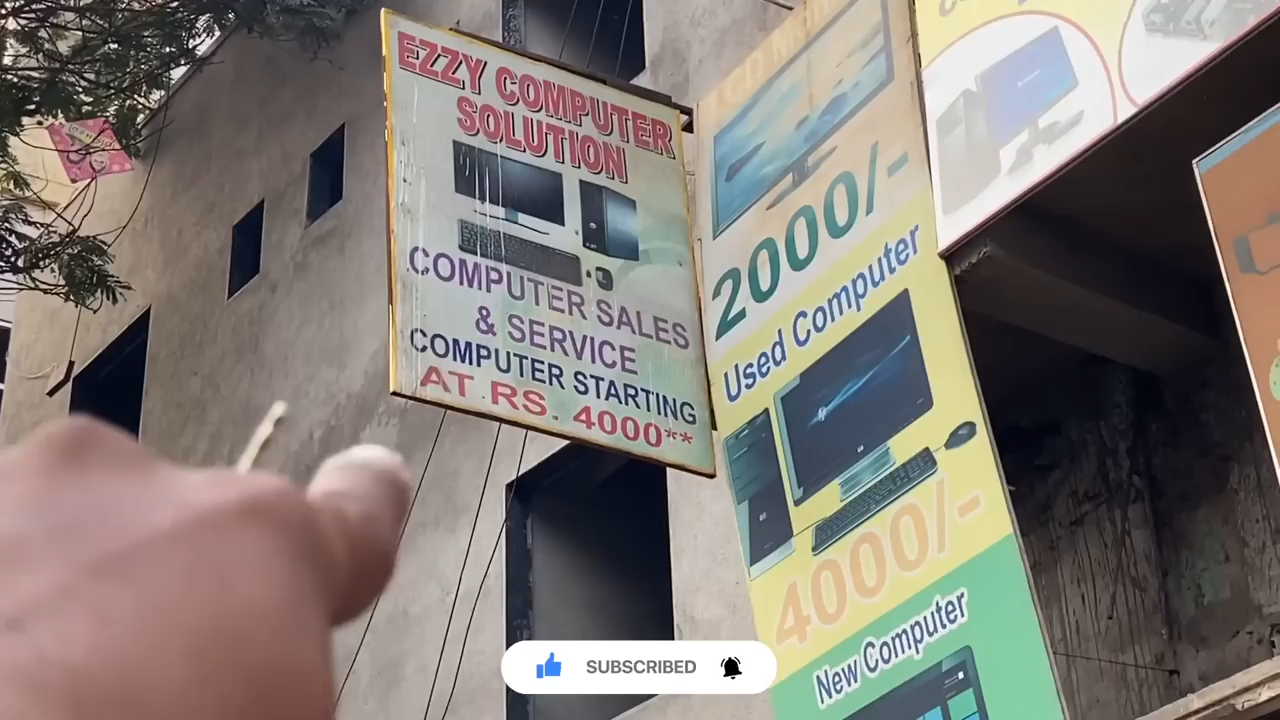 EZZY COMPUTER
SOLUTION
COMPUTER SALES
& SERVICE
COMPUTER STARTING
AT RS. 4000**
2000/-
Used Computer
4000/-
New Computer
SUBSCRIBED